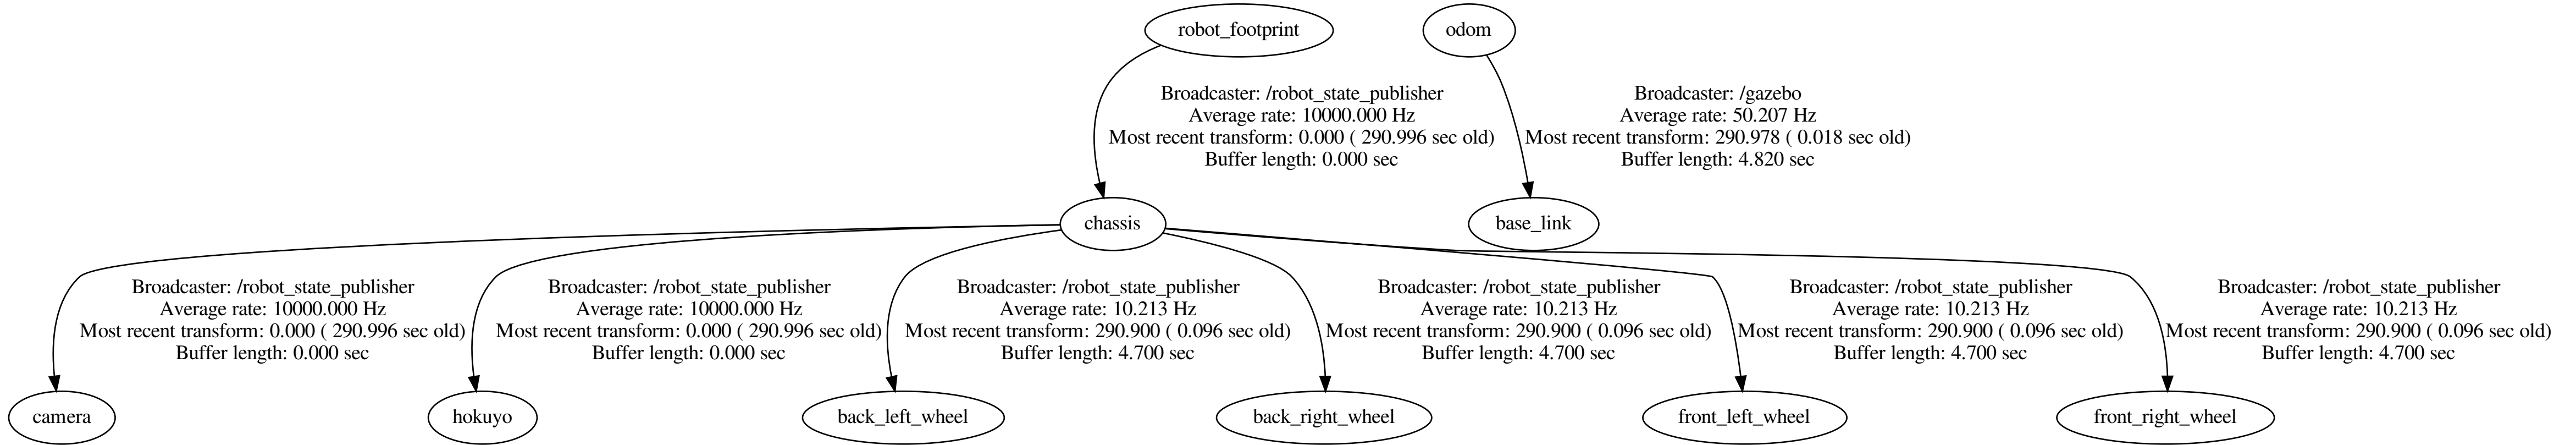 robot_footprint
odom
Broadcaster: /robot_state_publisher
Average rate: 10000.000 Hz
Most recent transform: 0.000 ( 290.996 sec old)
Buffer length: 0.000 sec
Broadcaster: /gazebo
Average rate: 50.207 Hz
Most recent transform: 290.978 ( 0.018 sec old)
Buffer length: 4.820 sec
chassis
base_link
Broadcaster: /robot_state_publisher
Average rate: 10000.000 Hz
Most recent transform: 0.000 ( 290.996 sec old)
Buffer length: 0.000 sec
Broadcaster: /robot_state_publisher
Average rate: 10000.000 Hz
Most recent transform: 0.000 ( 290.996 sec old)
Buffer length: 0.000 sec
Broadcaster: /robot_state_publisher
Average rate: 10.213 Hz
Most recent transform: 290.900 ( 0.096 sec old)
Buffer length: 4.700 sec
Broadcaster: /robot_state_publisher
Average rate: 10.213 Hz
Most recent transform: 290.900 ( 0.096 sec old)
Buffer length: 4.700 sec
Broadcaster: /robot_state_publisher
Average rate: 10.213 Hz
Most recent transform: 290.900 ( 0.096 sec old)
Buffer length: 4.700 sec
Broadcaster: /robot_state_publisher
Average rate: 10.213 Hz
Most recent transform: 290.900 ( 0.096 sec old)
Buffer length: 4.700 sec
camera
hokuyo
back_left_wheel
back_right_wheel
front_left_wheel
front_right_wheel